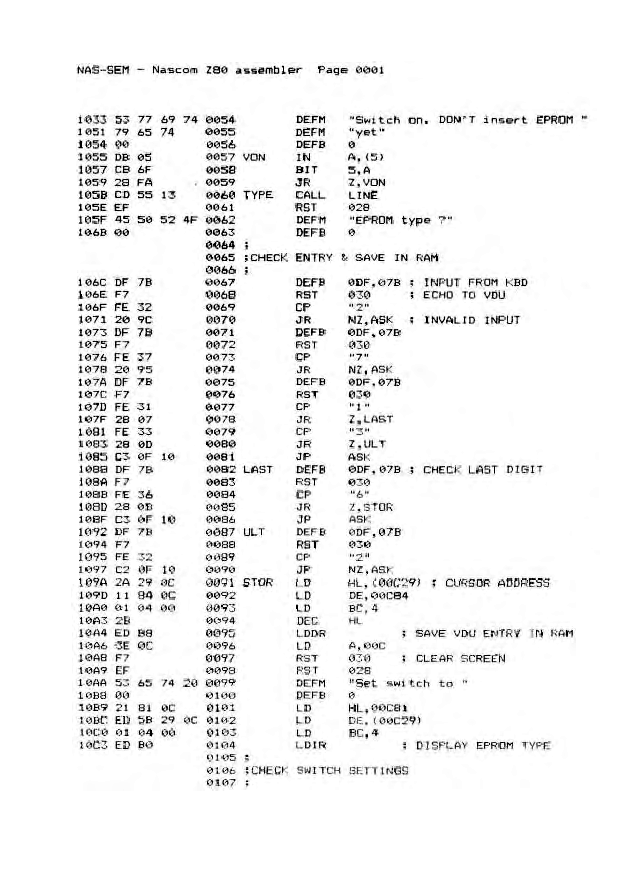 NAS-SEM - Nascom Z80 assembler  Page 0001
1033 53 77 69 74 0054        DEFM   "Switch on. DON'T insert EPROM "
1051 79 65 74    0055        DEFM   "yet"
1054 00          0056        DEFB   0
1055 DB 05       0057 VON    IN     A,(5)
1057 CB 6F       0058        BIT    5,A
1059 28 FA       0059        JR     Z,VON
105B CD 55 13    0060 TYPE   CALL   LINE
105E EF          0061        RST    028
105F 45 50 52 4F 0062        DEFM   "EPROM type ?"
106B 00          0063        DEFB   0
0064 ;
0065 ;CHECK ENTRY & SAVE IN RAM
0066 ;
106C DF 7B       0067        DEFB   0DF,07B ; INPUT FROM KBD
106E F7          0068        RST    030     ; ECHO TO VDU
106F FE 32       0069        CP     "2"
1071 20 9C       0070        JR     NZ,ASK  ; INVALID INPUT
1073 DF 7B       0071        DEFB   0DF,07B
1075 F7          0072        RST    030
1076 FE 37       0073        CP     "7"
1078 20 95       0074        JR     NZ,ASK
107A DF 7B       0075        DEFB   0DF,07B
107C F7          0076        RST    030
107D FE 31       0077        CP     "1"
107F 28 07       0078        JR     Z,LAST
1081 FE 33       0079        CP     "3"
1083 28 0D       0080        JR     Z,ULT
1085 C3 0F 10    0081        JP     ASK
1088 DF 7B       0082 LAST   DEFB   0DF,07B ; CHECK LAST DIGIT
108A F7          0083        RST    030
108B FE 36       0084        CP     "6"
108D 28 0B       0085        JR     Z,STOR
108F C3 0F 10    0086        JP     ASK
1092 DF 7B       0087 ULT    DEFB   0DF,07B
1094 F7          0088        RST    030
1095 FE 32       0089        CP     "2"
1097 C2 0F 10    0090        JP     NZ,ASK
109A 2A 29 0C    0091 STOR   LD     HL,(00C29) ; CURSOR ADDRESS
109D 11 84 0C    0092        LD     DE,00C84
10A0 01 04 00    0093        LD     BC,4
10A3 2B          0094        DEC    HL
10A4 ED B8       0095        LDDR           ; SAVE VDU ENTRY IN RAM
10A6 3E 0C       0096        LD     A,00C
10A8 F7          0097        RST    030     ; CLEAR SCREEN
10A9 EF          0098        RST    028
10AA 53 65 74 20 0099        DEFM   "Set switch to "
10B8 00          0100        DEFB   0
10B9 21 81 0C    0101        LD     HL,00C81
10BC ED 5B 29 0C 0102        LD     DE,(00C29)
10C0 01 04 00    0103        LD     BC,4
10C3 ED B0       0104        LDIR           ; DISPLAY EPROM TYPE
0105 ;
0106 ;CHECK SWITCH SETTINGS
0107 ;